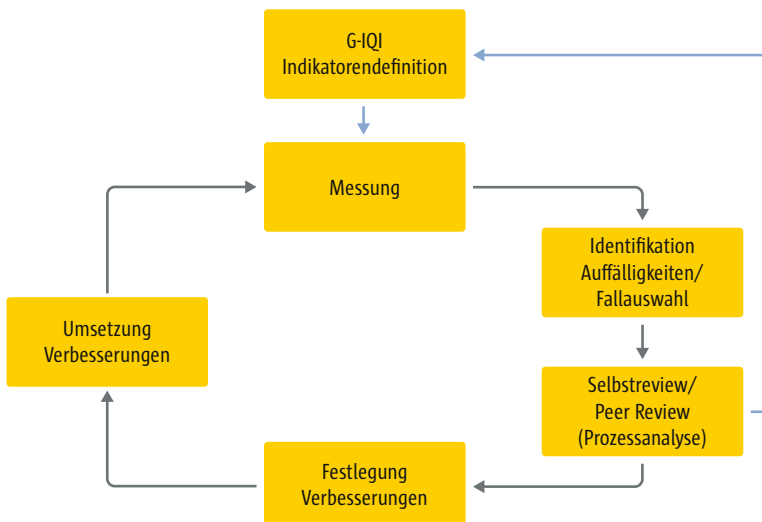 G-IQI
Indikatorendefinition
Messung
Identifikation
Auffälligkeiten/
Fallauswahl
Selbstreview/
Peer Review
(Prozessanalyse)
Festlegung
Verbesserungen
Umsetzung
Verbesserungen